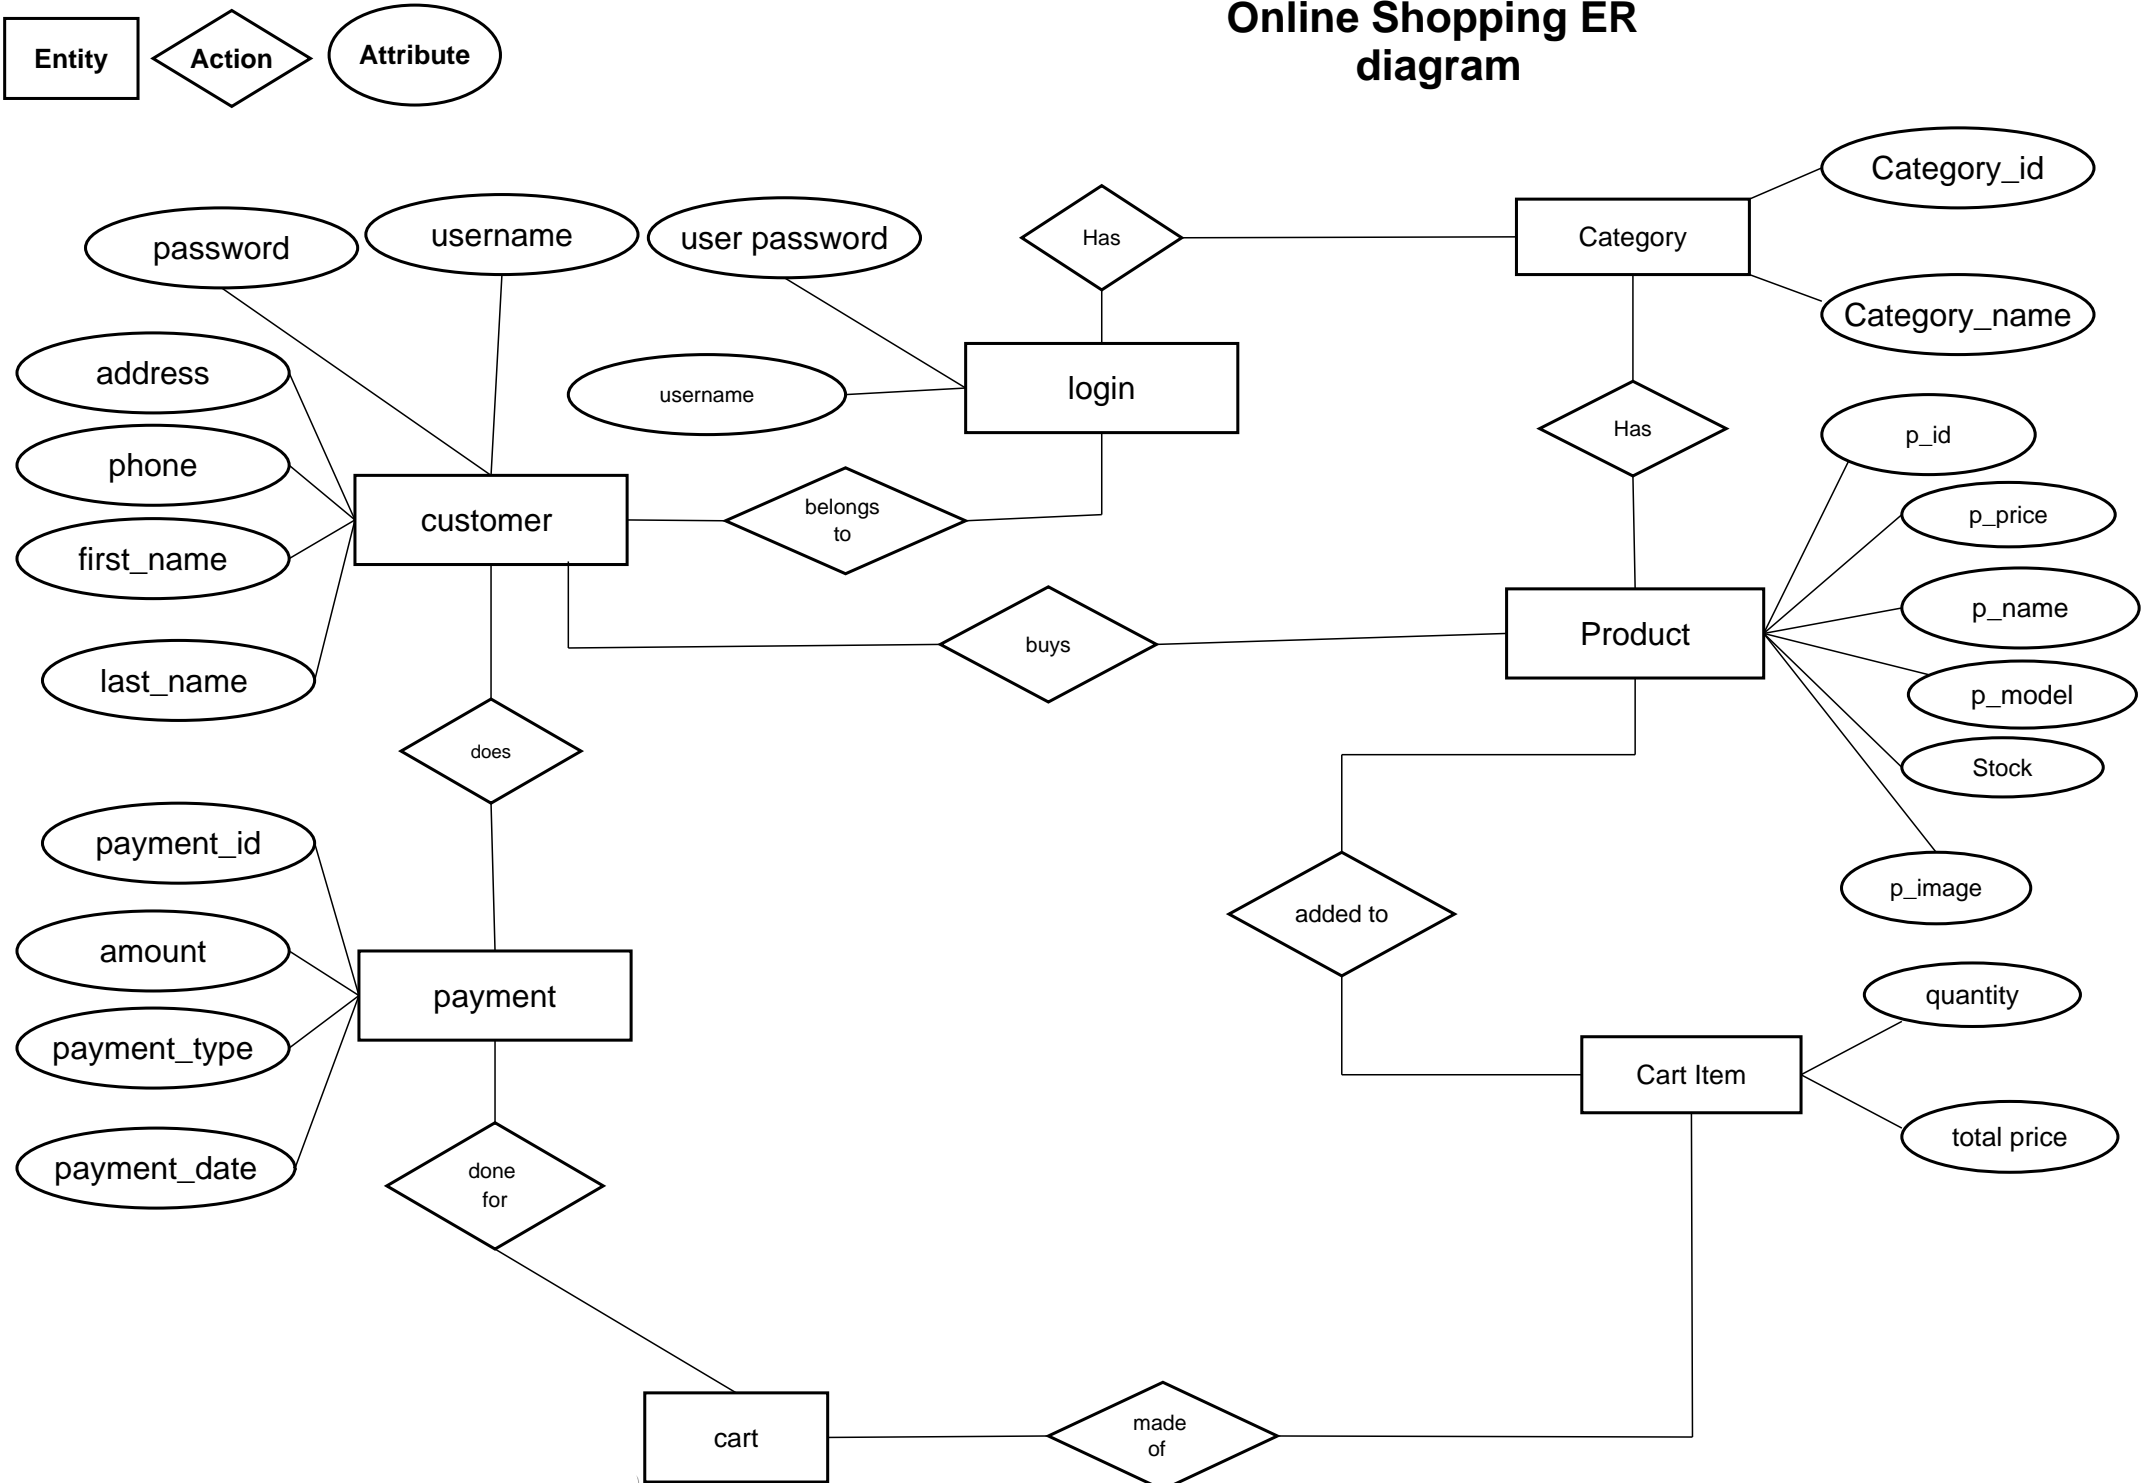 Online Shopping ER
diagram
Entity
Action
Attribute
Category_id
password
username
user password
Has
Category
Category_name
address
username
login
phone
Has
p_id
customer
belongs
to
p_price
first_name
buys
Product
p_name
last_name
p_model
does
Stock
payment_id
added to
p_image
amount
payment
quantity
payment_type
Cart Item
payment_date
done
for
total price
cart
made
of